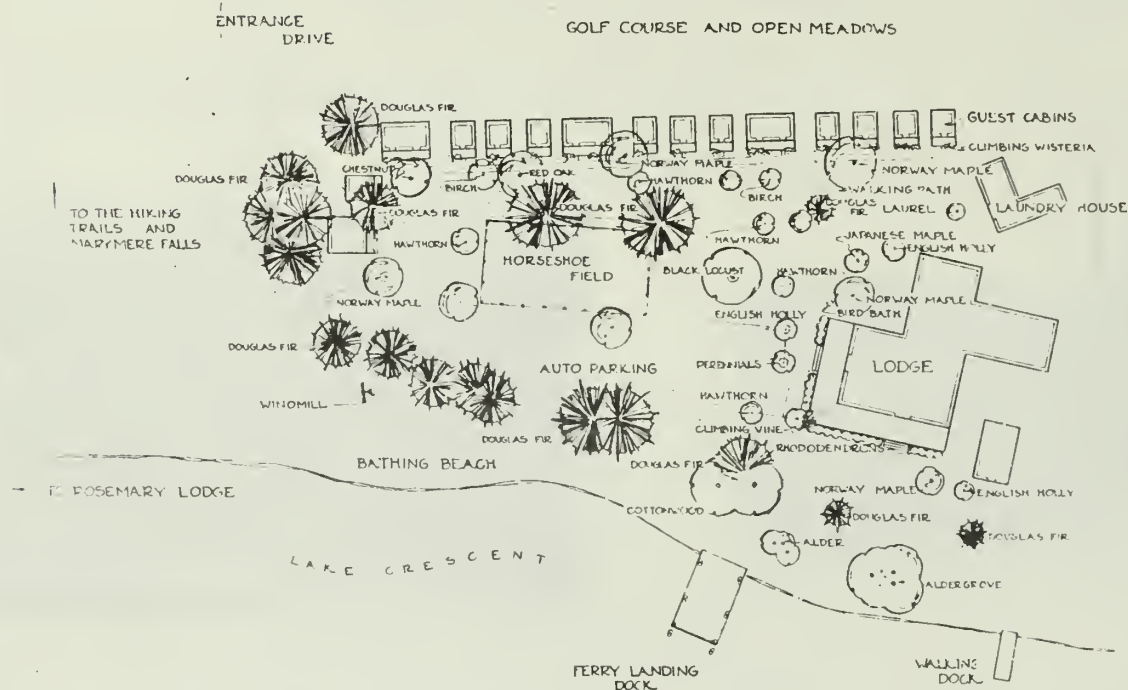 ENTRANCE
DRIVE
GOLF COURSE AND OPEN MEADOWS
DOUGLAS FIR
GUEST CABINS
CLIMBING WISTERIA
CHESTNUT
NORWAY MAPLE
NORWAY MAPLE
DOUGLAS FIR
BIRCH
RED OAK
HAWTHORN
BIRCH
WALKING PATH
DOUGLAS
FIR
LAUREL
LAUNDRY HOUSE
TO THE HIKING
TRAILS AND
MARYMERE FALLS
DOUGLAS FIR
DOUGLAS FIR
HAWTHORN
HAWTHORN
JAPANESE MAPLE
ENGLISH HOLLY
HORSESHOE
FIELD
BLACK LOCUST
HAWTHORN
NORWAY MAPLE
NORWAY MAPLE
BIRD BATH
ENGLISH HOLLY
DOUGLAS FIR
AUTO PARKING
PERENNIALS
LODGE
WINDMILL
HAWTHORN
CLIMBING VINE
DOUGLAS FIR
RHODODENDRONS
BATHING BEACH
DOUGLAS FIR
TO ROSEMARY LODGE
NORWAY MAPLE
ENGLISH HOLLY
COTTONWOOD
DOUGLAS FIR
DOUGLAS FIR
ALDER
LAKE CRESCENT
ALDERGROVE
FERRY LANDING
DOCK
WALKING
DOCK